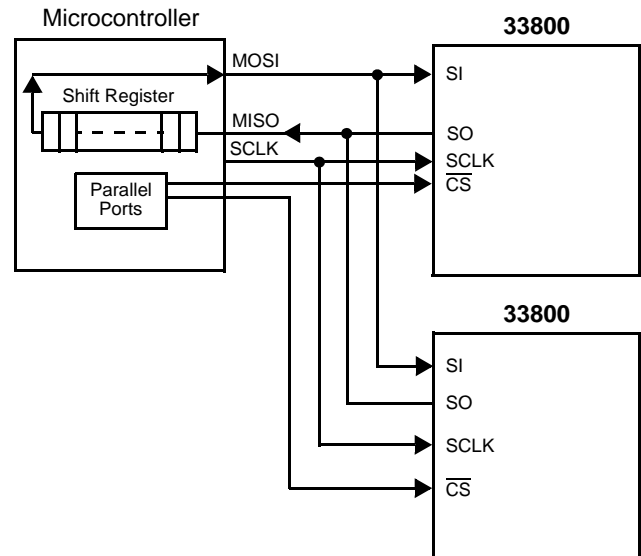 Microcontroller
33800
MOSI
SI
Shift Register
MISO
SO
SCLK
SCLK
CS
Parallel
Ports
33800
SI
SO
SCLK
CS